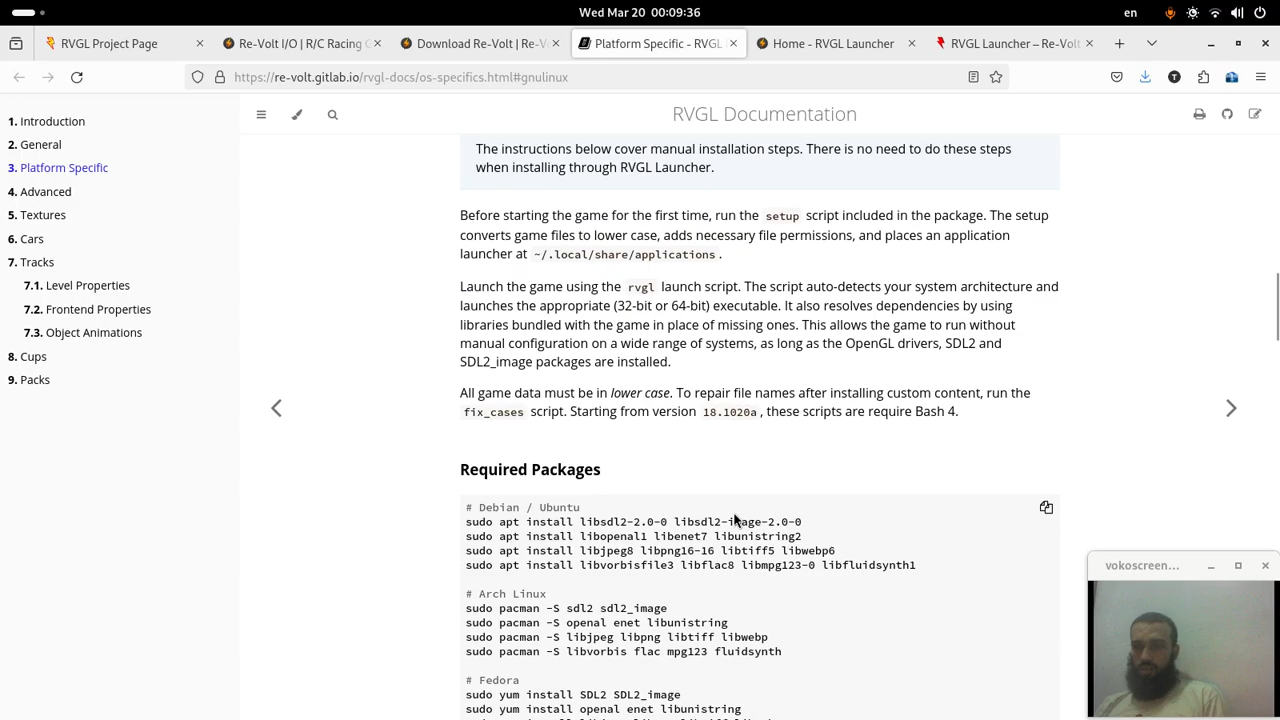 Wed Mar 20 00:09:36
en
RVGL Project Page
Re-Volt I/O | R/C Racing
Download Re-Volt | Re-V
Platform Specific - RVGL
Home - RVGL Launcher
RVGL Launcher – Re-Volt
https://re-volt.gitlab.io/rvgl-docs/os-specifics.html#gnulinux
1. Introduction
2. General
3. Platform Specific
4. Advanced
5. Textures
6. Cars
7. Tracks
7.1. Level Properties
7.2. Frontend Properties
7.3. Object Animations
8. Cups
9. Packs
RVGL Documentation
The instructions below cover manual installation steps. There is no need to do these steps
when installing through RVGL Launcher.
Before starting the game for the first time, run the setup script included in the package. The setup
converts game files to lower case, adds necessary file permissions, and places an application
launcher at ~/.local/share/applications.
Launch the game using the rvgl launch script. The script auto-detects your system architecture and
launches the appropriate (32-bit or 64-bit) executable. It also resolves dependencies by using
libraries bundled with the game in place of missing ones. This allows the game to run without
manual configuration on a wide range of systems, as long as the OpenGL drivers, SDL2 and
SDL2_image packages are installed.
All game data must be in lower case. To repair file names after installing custom content, run the
fix_cases script. Starting from version 18.1020a, these scripts are require Bash 4.
Required Packages
# Debian / Ubuntu
sudo apt install libsdl2-2.0-0 libsdl2-image-2.0-0
sudo apt install libopenal1 libenet7 libunistring2
sudo apt install libjpeg8 libpng16-16 libtiff5 libwebp6
sudo apt install libvorbisfile3 libflac8 libmpg123-0 libfluidsynth1
# Arch Linux
sudo pacman -S sdl2 sdl2_image
sudo pacman -S openal enet libunistring
sudo pacman -S libjpeg libpng libtiff libwebp
sudo pacman -S libvorbis flac mpg123 fluidsynth
# Fedora
sudo yum install SDL2 SDL2_image
sudo yum install openal enet libunistring
vokoscreen...